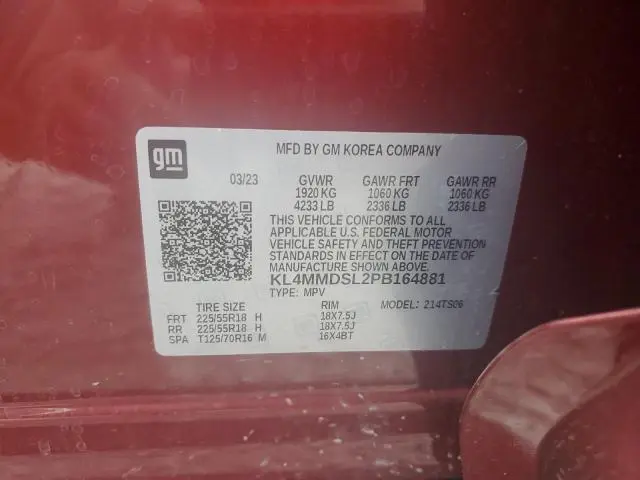 gm
MFD BY GM KOREA COMPANY
03/23 GVWR GAWR FRT GAWR RR
1920 KG 1060 KG 1060 KG
4233 LB 2336 LB 2336 LB
THIS VEHICLE CONFORMS TO ALL
APPLICABLE U.S. FEDERAL MOTOR
VEHICLE SAFETY AND THEFT PREVENTION
STANDARDS IN EFFECT ON THE DATE OF
MANUFACTURE SHOWN ABOVE.
KL4MMDSL2PB164881
TYPE: MPV MODEL: 214TS06
TIRE SIZE
FRT 225/55R18 H 18X7.5J
RR 225/55R18 H 18X7.5J
SPA T125/70R16 M 16X4BT